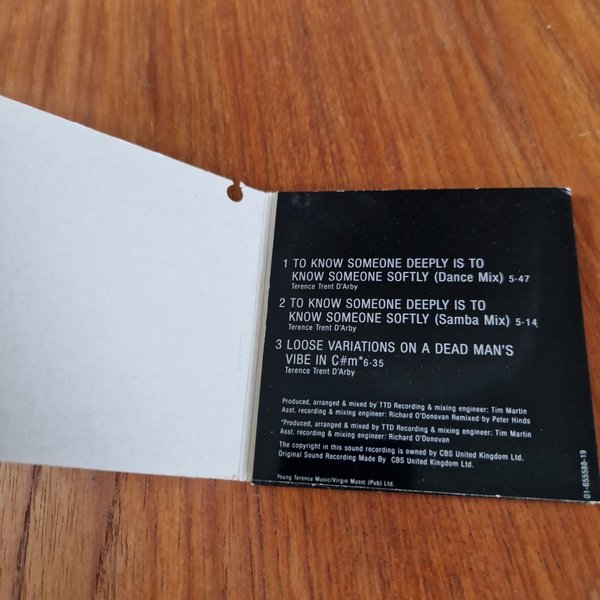 1 TO KNOW SOMEONE DEEPLY IS TO
KNOW SOMEONE SOFTLY (Dance Mix) 5-47
Terence Trent D'Arby
2 TO KNOW SOMEONE DEEPLY IS TO
KNOW SOMEONE SOFTLY (Samba Mix) 5-14
Terence Trent D'Arby
3 LOOSE VARIATIONS ON A DEAD MAN'S
VIBE IN C#m* 6-35
Terence Trent D'Arby
Produced, arranged & mixed by TTD Recording & mixing engineer: Tim Martin
Asst. recording & mixing engineer: Richard O'Donovan Remixed by Peter Hinds
*Produced, arranged & mixed by TTD Recording & mixing engineer: Tim Martin
Asst. recording & mixing engineer: Richard O'Donovan
The copyright in this sound recording is owned by CBS United Kingdom Ltd.
Original Sound Recording Made By CBS United Kingdom Ltd.
Young Terence Music/Virgin Music (Pub) Ltd.
01-655588-19